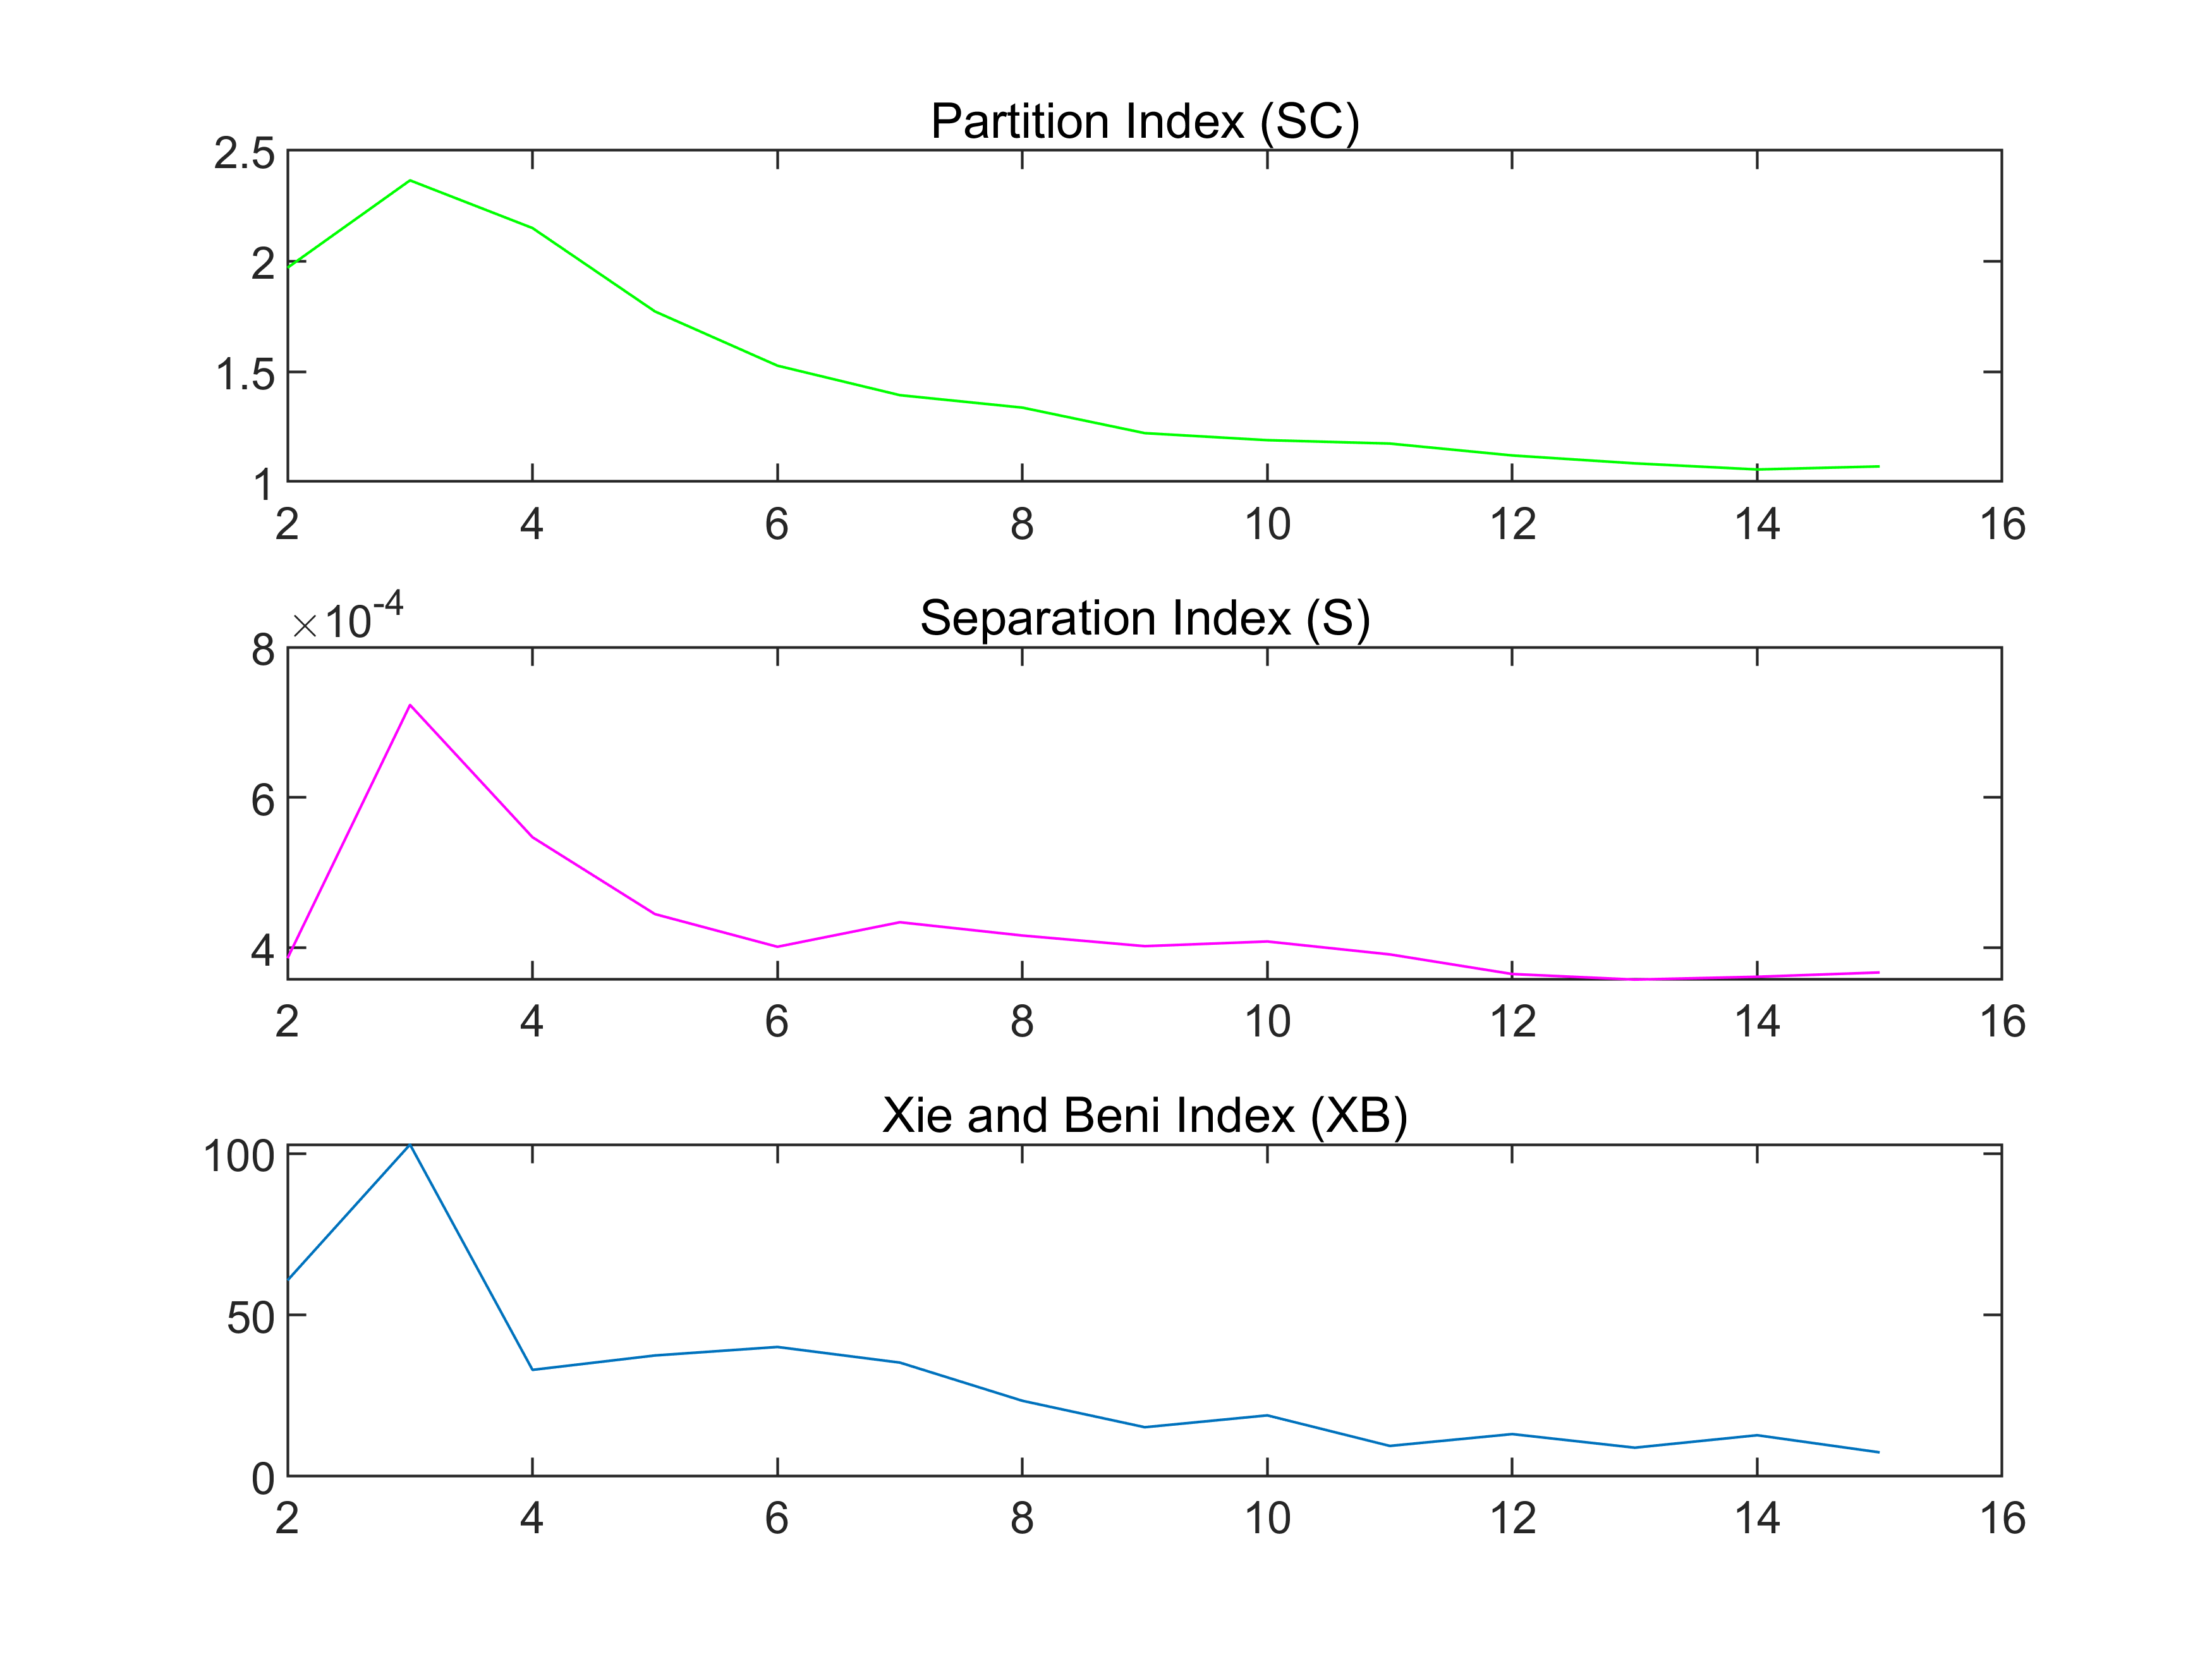 Partition Index (SC)
2.5
2
1.5
1
2 4 6 8 10 12 14 16
×10-4
Separation Index (S)
8
6
4
2 4 6 8 10 12 14 16
Xie and Beni Index (XB)
100
50
0
2 4 6 8 10 12 14 16